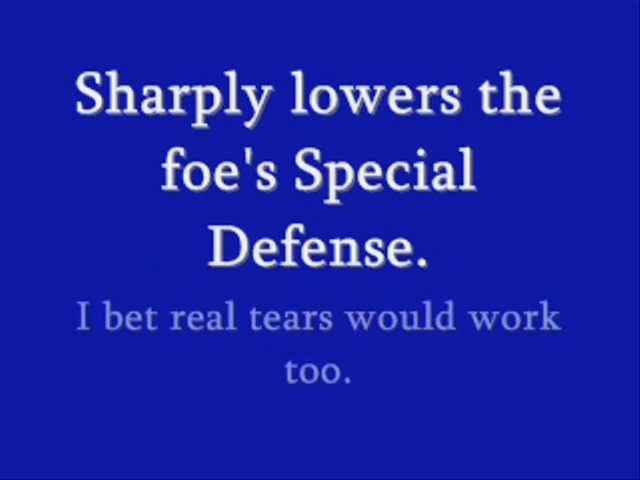 Sharply lowers the
foe's Special
Defense.
I bet real tears would work
too.